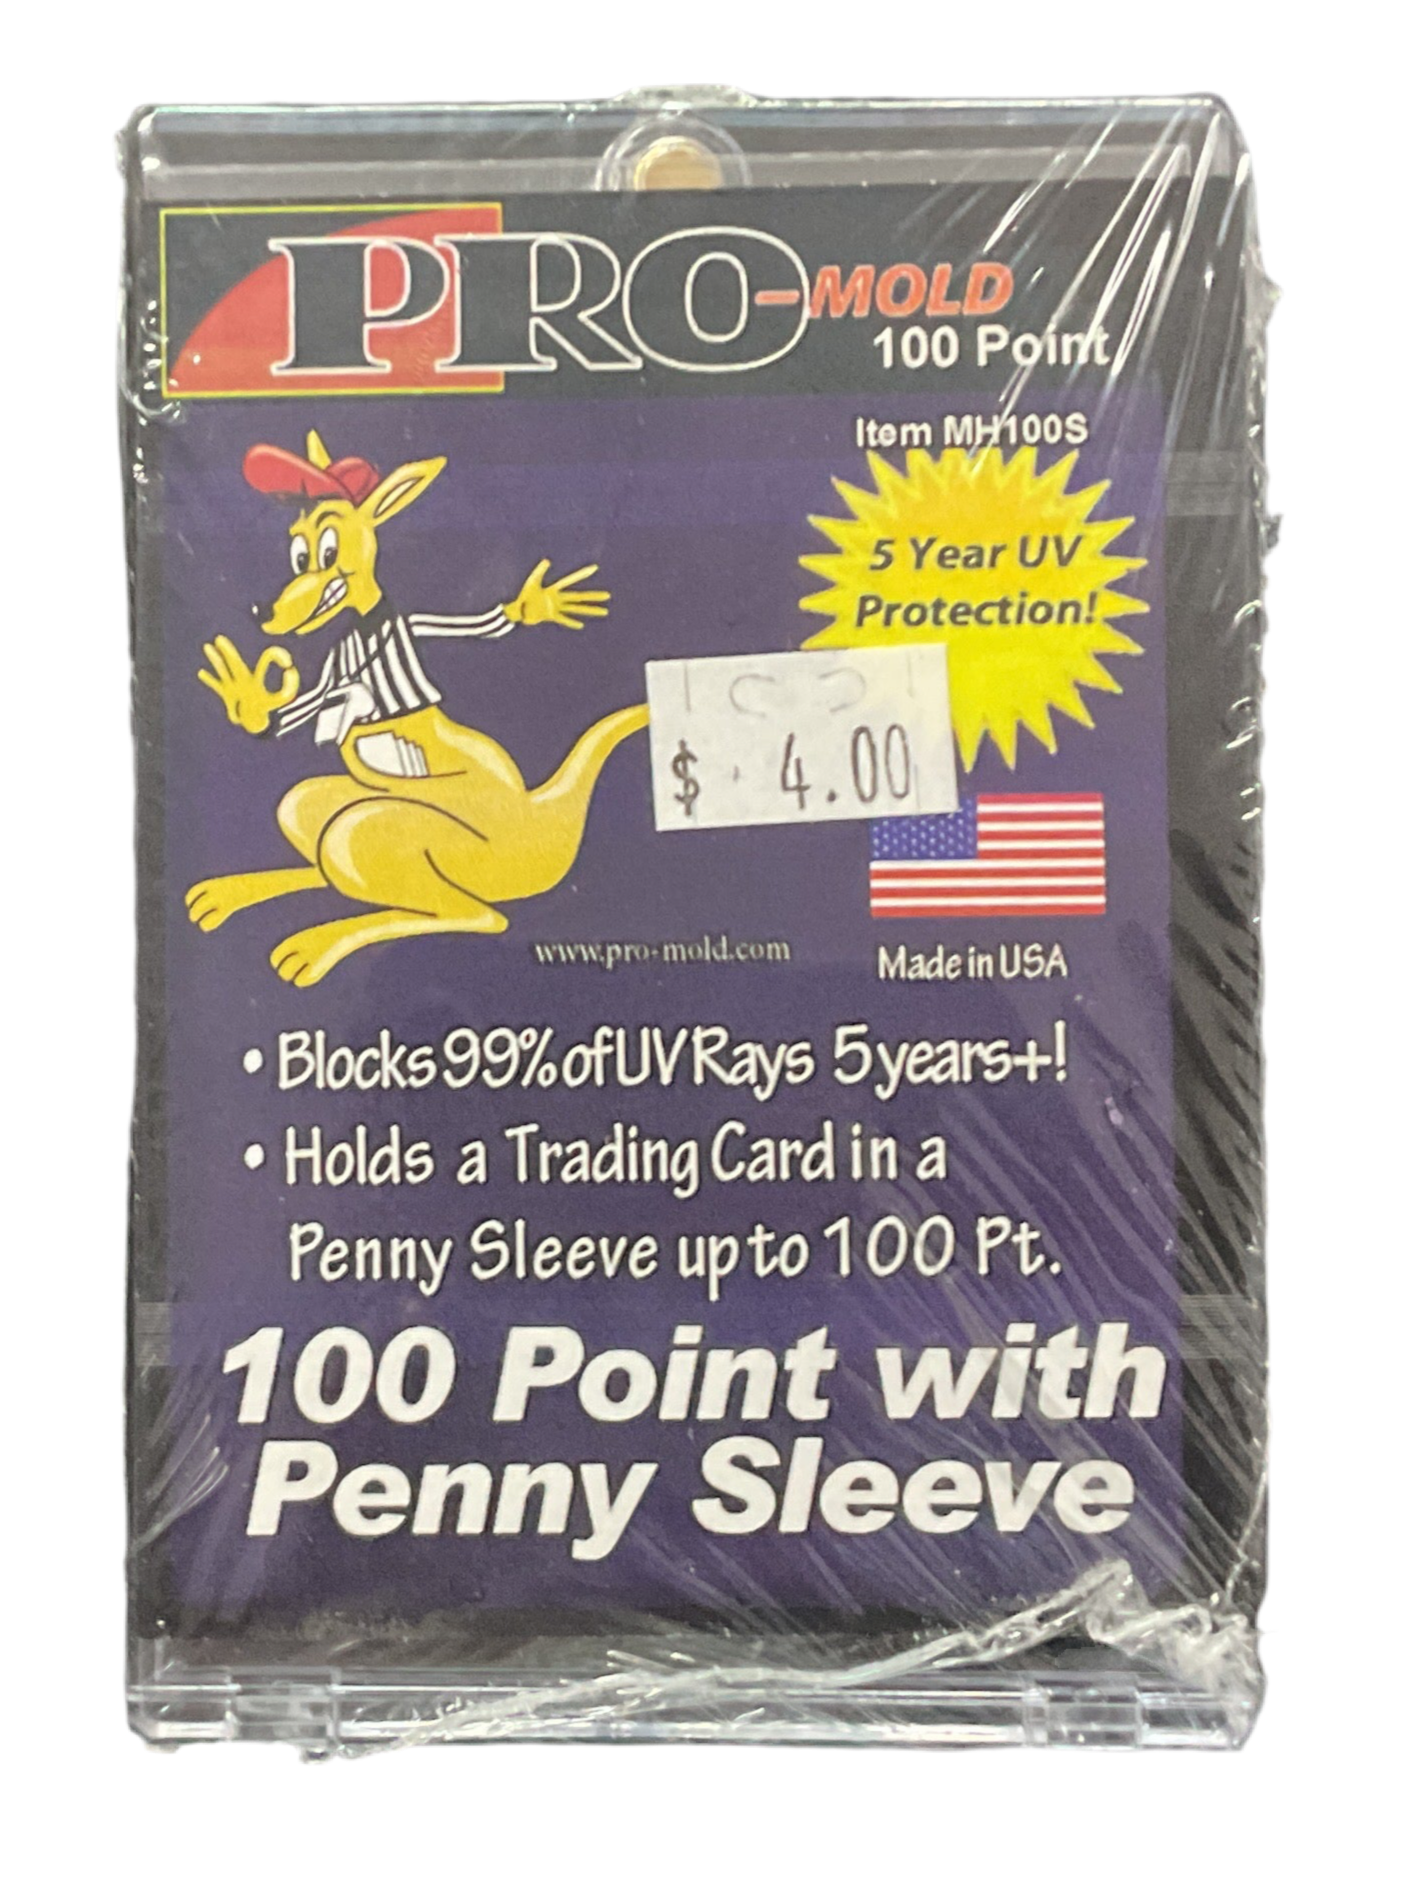 PRO-MOLD
100 Point
Item MH100S
5 Year UV
Protection!
$ 4.00
www.pro-mold.com
Made in USA
• Blocks 99% of UV Rays 5 years+!
• Holds a Trading Card in a
Penny Sleeve up to 100 Pt.
100 Point with
Penny Sleeve